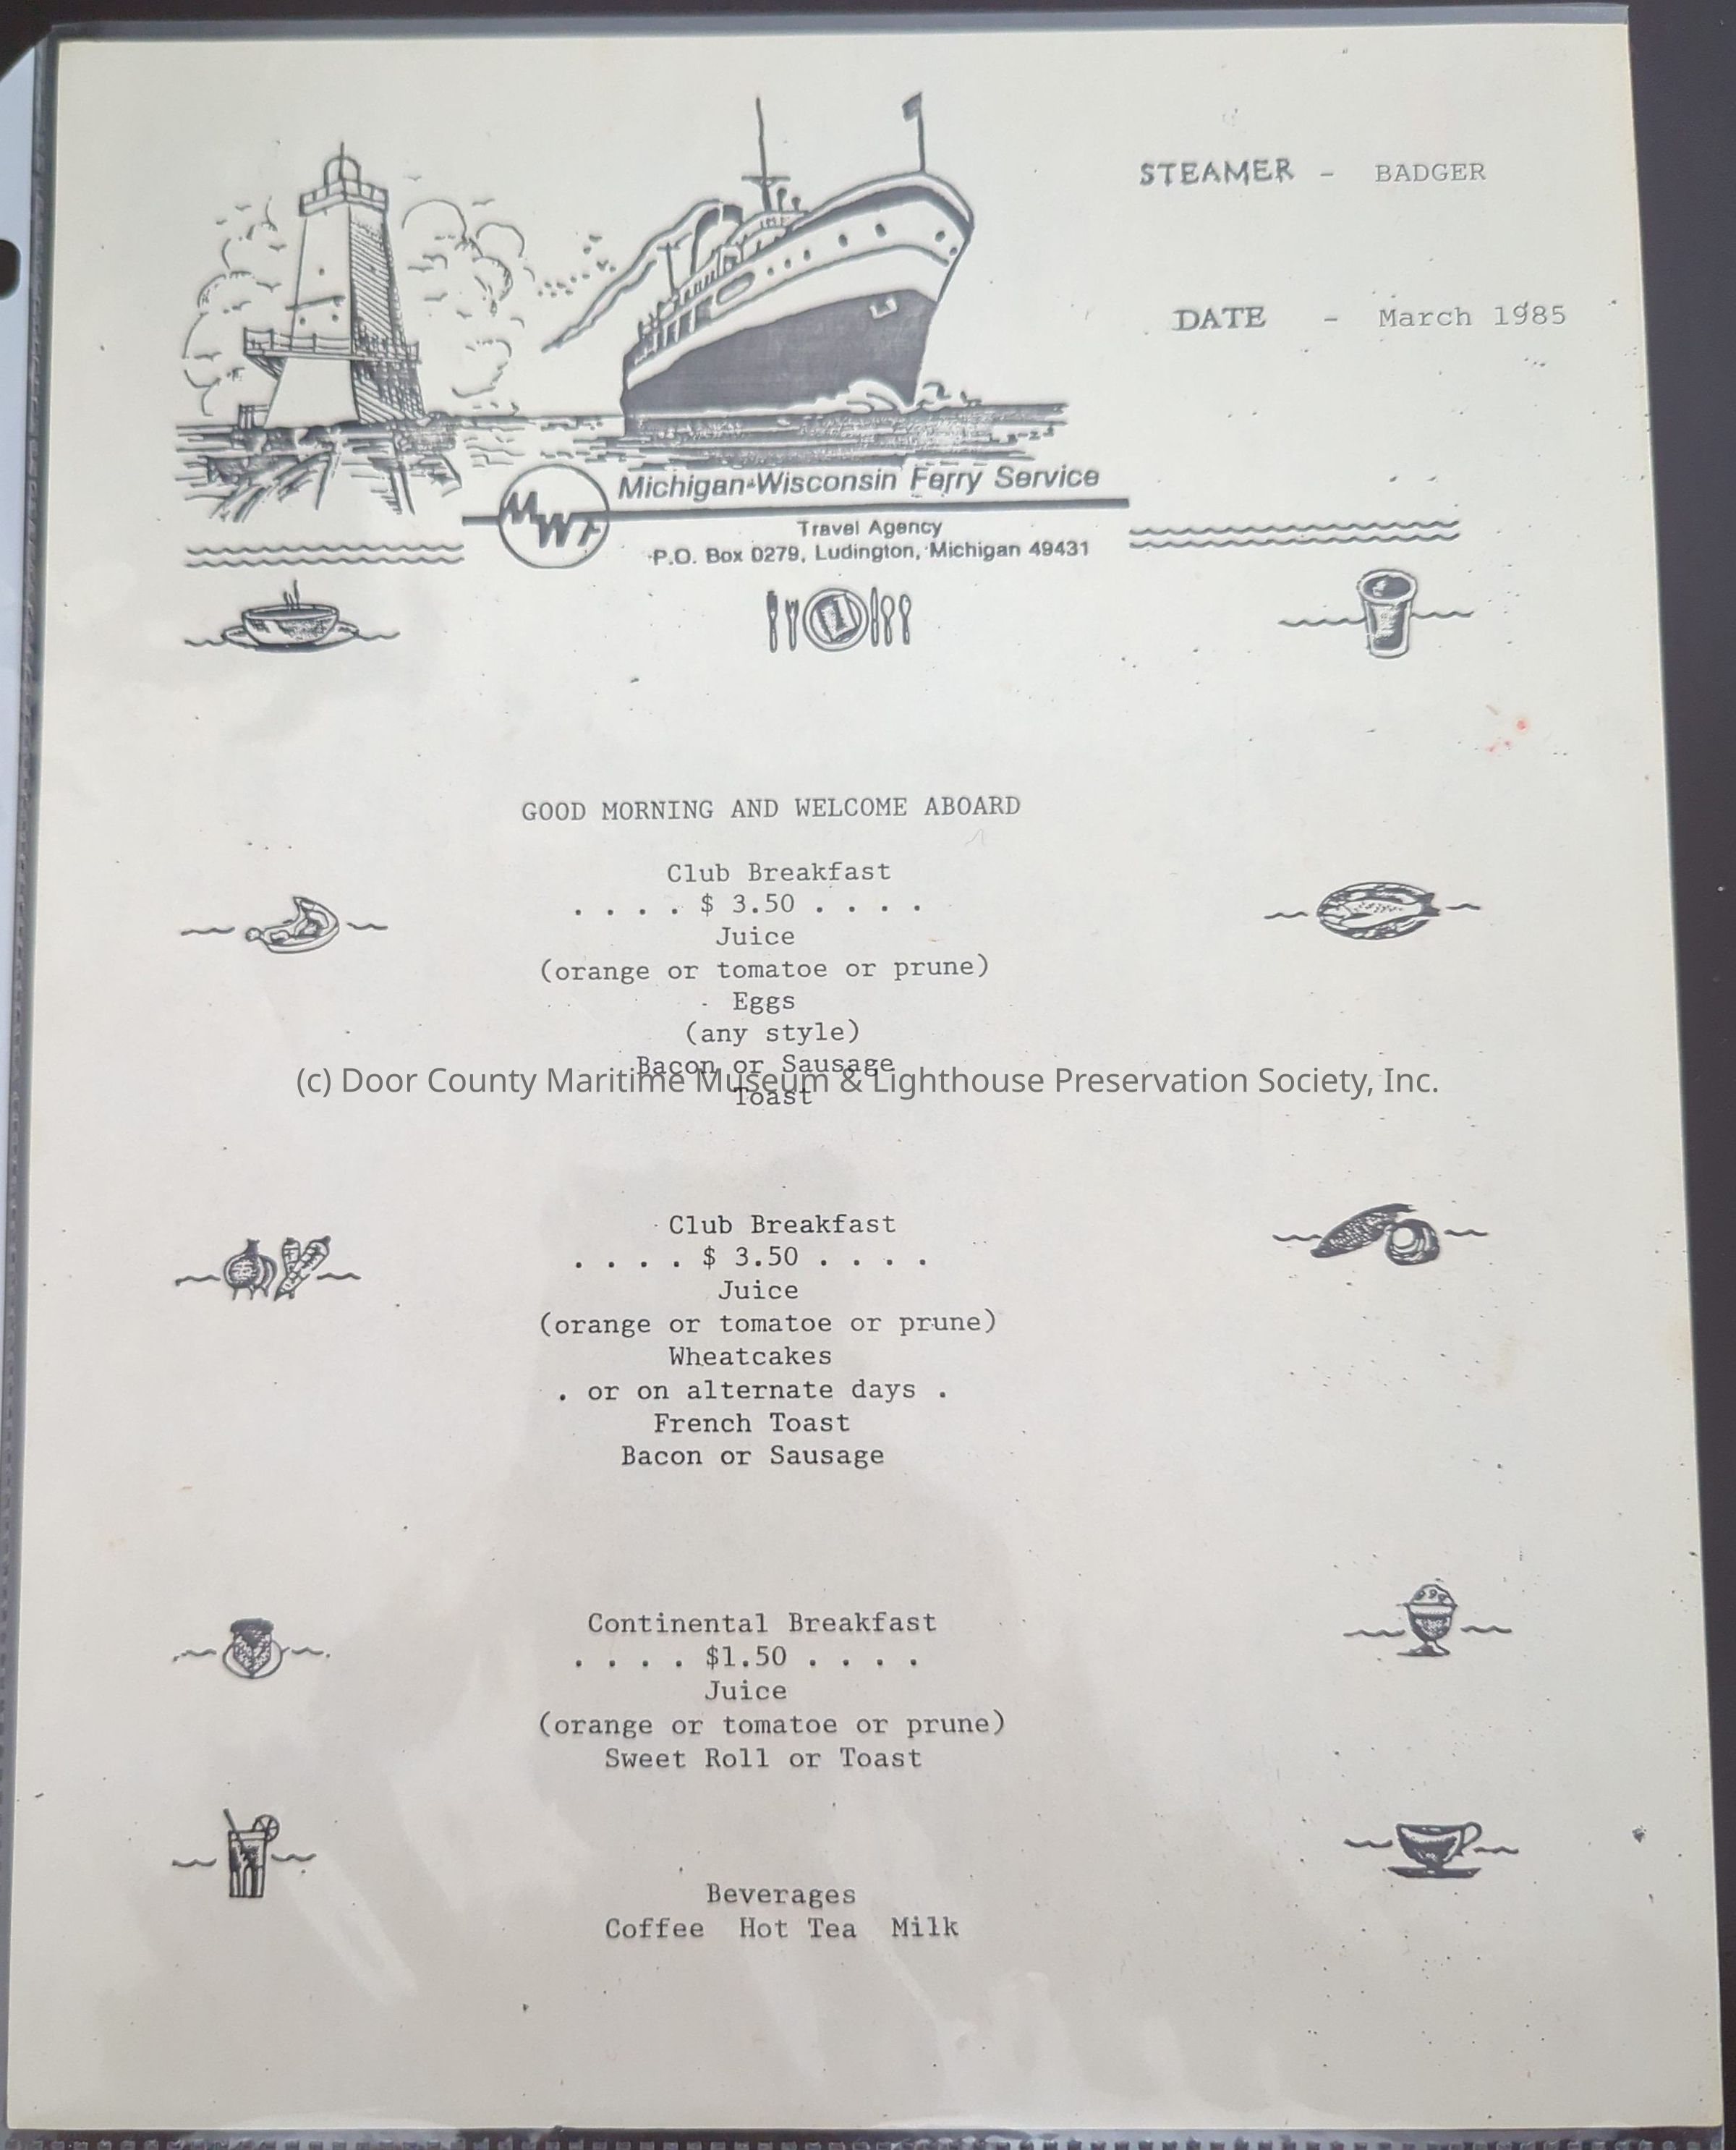 STEAMER - BADGER
DATE - March 1985
Michigan-Wisconsin Ferry Service
MWF
Travel Agency
P.O. Box 0279, Ludington, Michigan 49431
GOOD MORNING AND WELCOME ABOARD
Club Breakfast
. . . . $ 3.50 . . . .
Juice
(orange or tomatoe or prune)
Eggs
(any style)
Bacon or Sausage
(c) Door County Maritime Museum & Lighthouse Preservation Society, Inc.
Toast
Club Breakfast
. . . . $ 3.50 . . . .
Juice
(orange or tomatoe or prune)
Wheatcakes
. or on alternate days .
French Toast
Bacon or Sausage
Continental Breakfast
. . . . $1.50 . . . .
Juice
(orange or tomatoe or prune)
Sweet Roll or Toast
Beverages
Coffee Hot Tea Milk